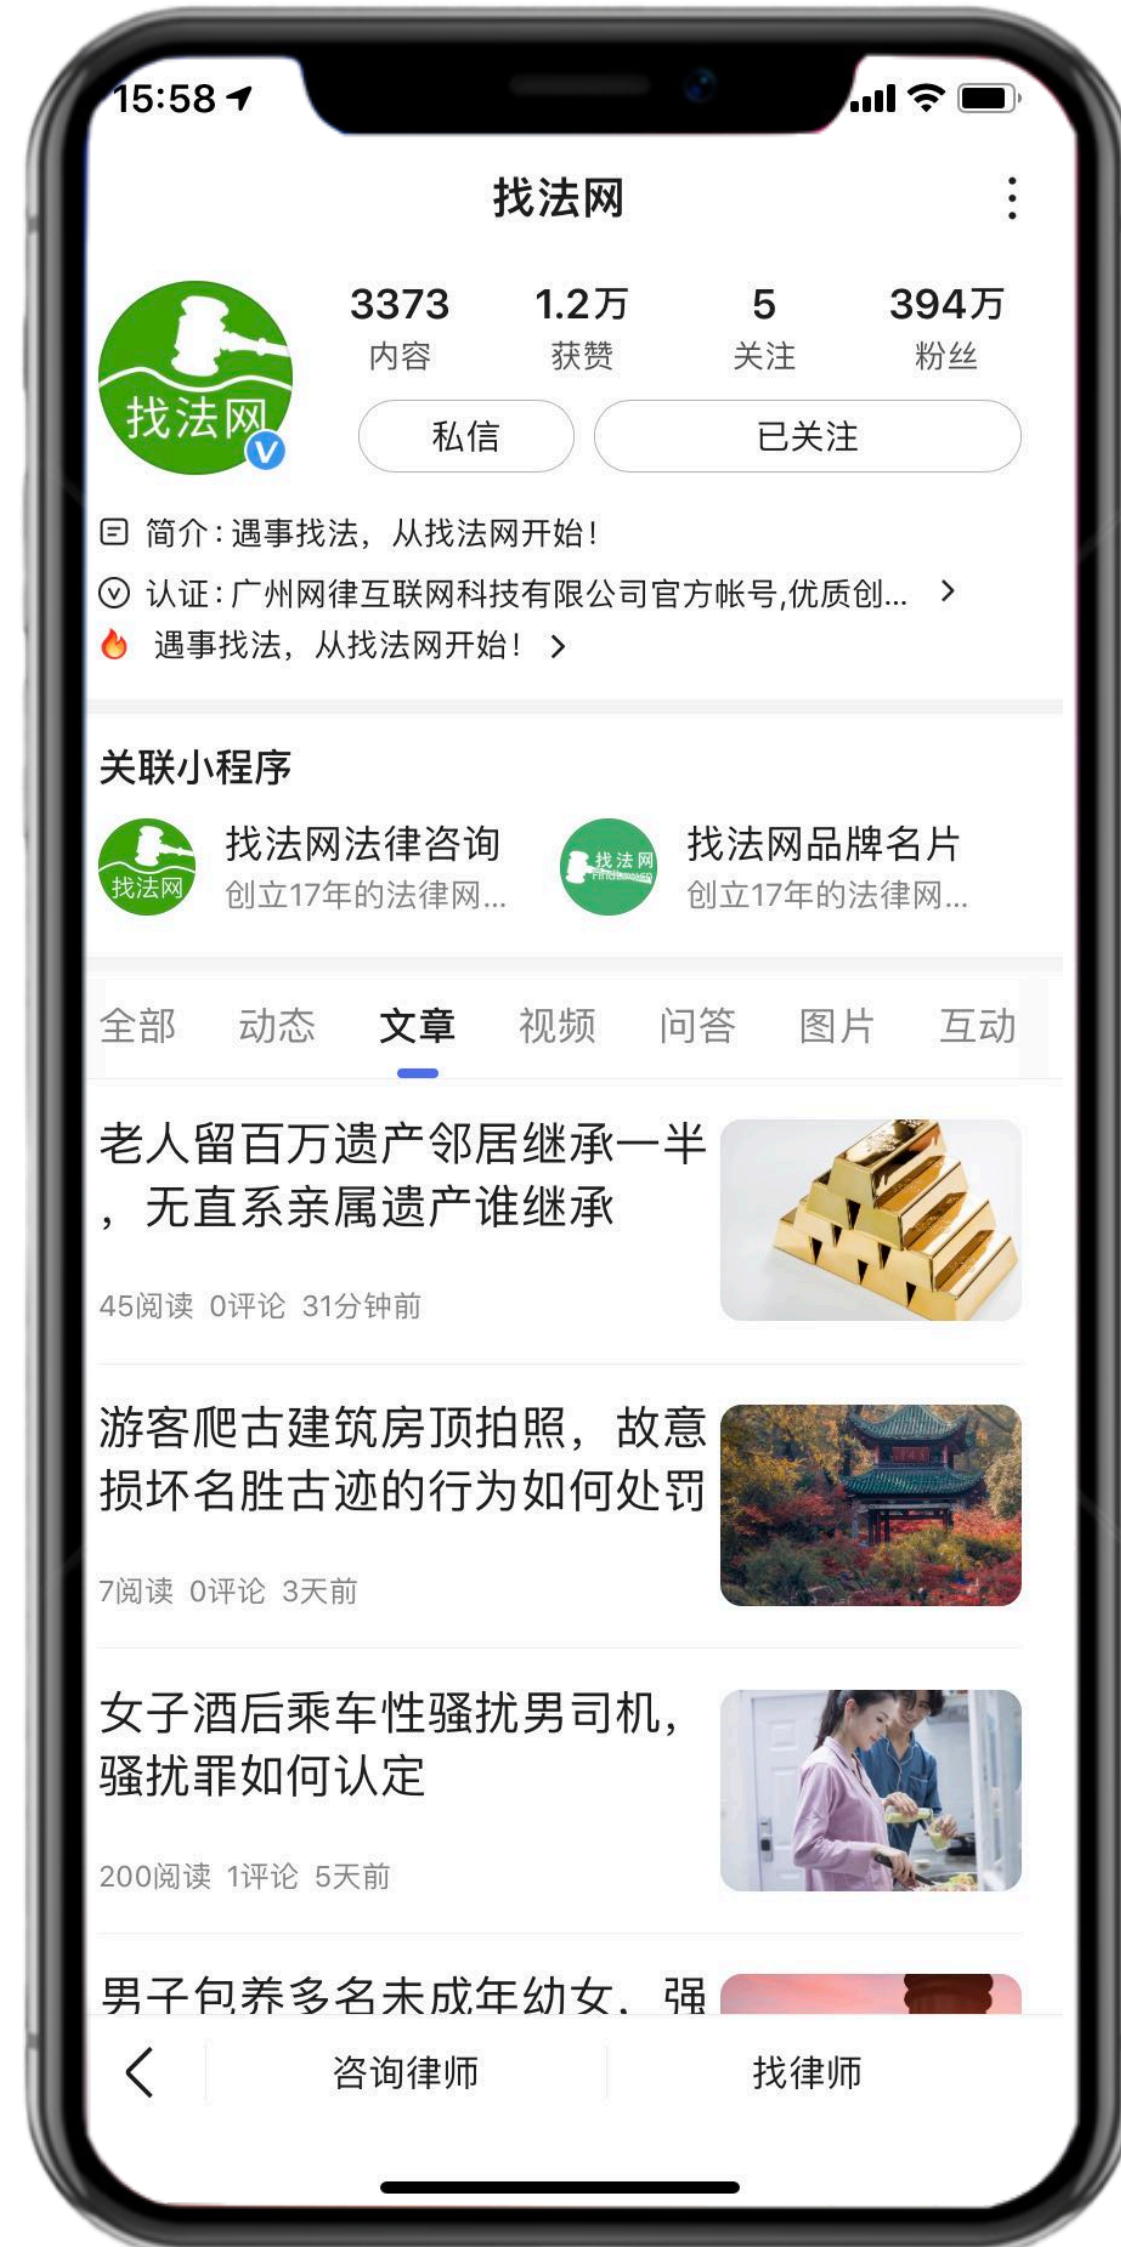 15:58
找法网
3373 1.2万 5 394万
内容 获赞 关注 粉丝
找法网
私信 已关注
简介：遇事找法，从找法网开始！
认证：广州网律互联网科技有限公司官方帐号,优质创...
遇事找法，从找法网开始！
关联小程序
找法网
找法网法律咨询
创立17年的法律网...
找法网
找法网品牌名片
创立17年的法律网...
全部 动态 文章 视频 问答 图片 互动
老人留百万遗产邻居继承一半
，无直系亲属遗产谁继承
45阅读 0评论 31分钟前
游客爬古建筑房顶拍照，故意
损坏名胜古迹的行为如何处罚
7阅读 0评论 3天前
女子酒后乘车性骚扰男司机，
骚扰罪如何认定
200阅读 1评论 5天前
男子包养多名未成年幼女，强
咨询律师 找律师